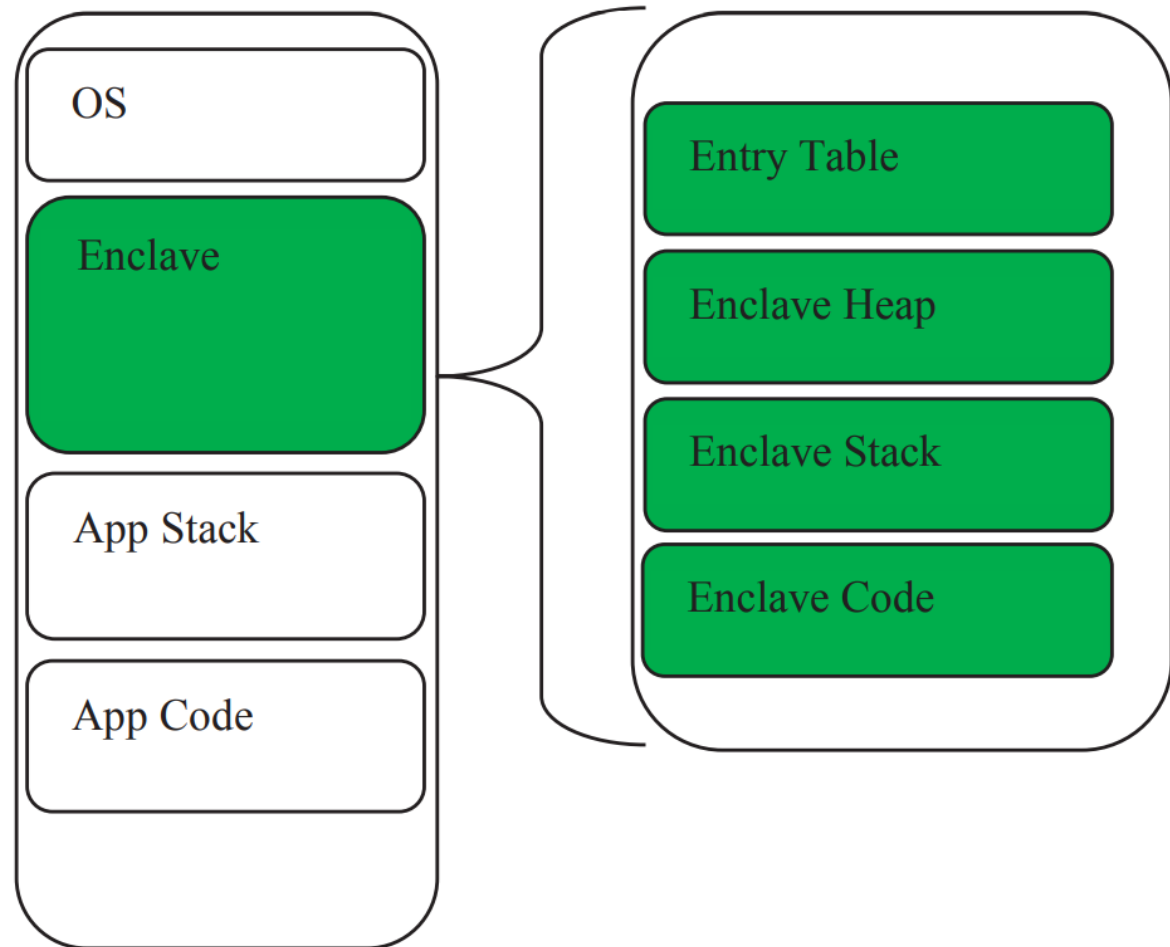 OS
Enclave
App Stack
App Code
Entry Table
Enclave Heap
Enclave Stack
Enclave Code